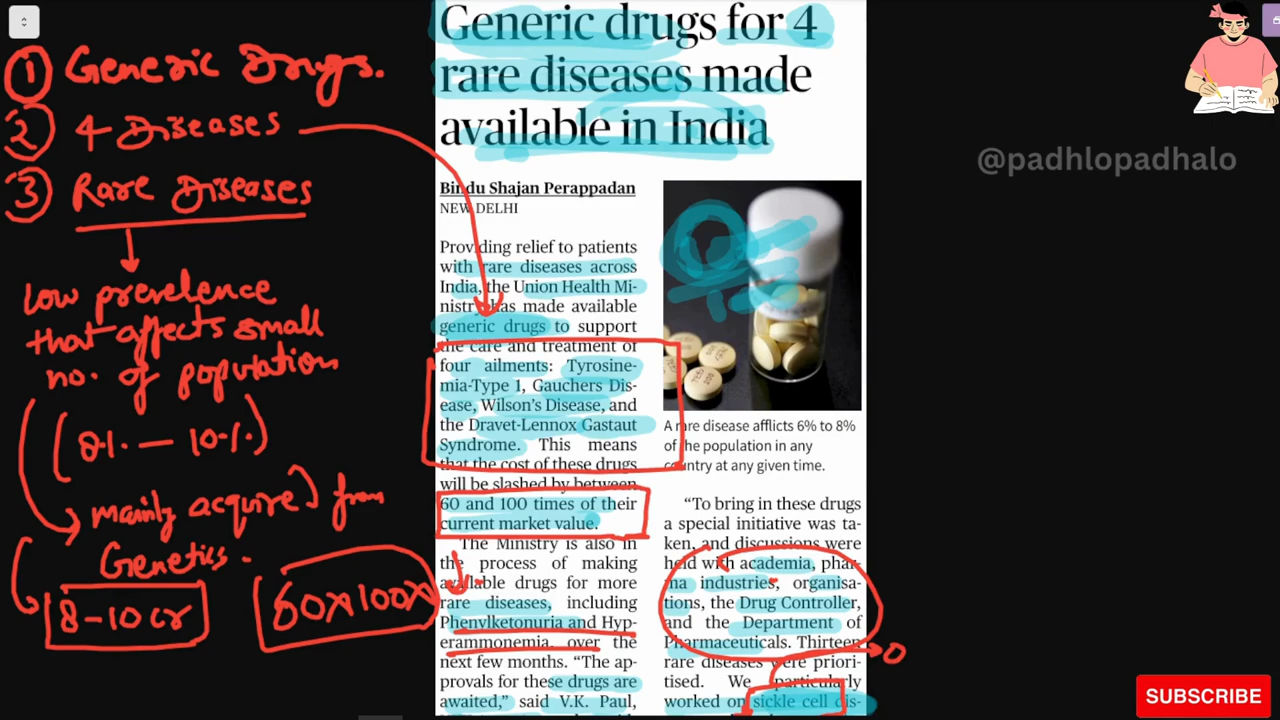 ① Generic Drugs.
② 4 Diseases
③ Rare Diseases
low prevelence
that affects small
no. of population
(8%. – 10%.)
mainly acquired from
Genetics.
8-10 cr
60x100x
Generic drugs for 4
rare diseases made
available in India
Bindu Shajan Perappadan
NEW DELHI
Providing relief to patients
with rare diseases across
India, the Union Health Mi-
nistry has made available
generic drugs to support
the care and treatment of
four ailments: Tyrosine-
mia-Type 1, Gauchers Dis-
ease, Wilson's Disease, and
the Dravet-Lennox Gastaut
Syndrome. This means
that the cost of these drugs
will be slashed by between
60 and 100 times of their
current market value.
The Ministry is also in
the process of making
available drugs for more
rare diseases, including
Phenylketonuria and Hyp-
erammonemia, over the
next few months. “The ap-
provals for these drugs are
awaited,” said V.K. Paul,
A rare disease afflicts 6% to 8%
of the population in any
country at any given time.
“To bring in these drugs
a special initiative was ta-
ken, and discussions were
held with academia, phar-
ma industries, organisa-
tions, the Drug Controller,
and the Department of
Pharmaceuticals. Thirteen
rare diseases were priori-
tised. We particularly
worked on sickle cell dis-
@padhlopadhalo
SUBSCRIBE